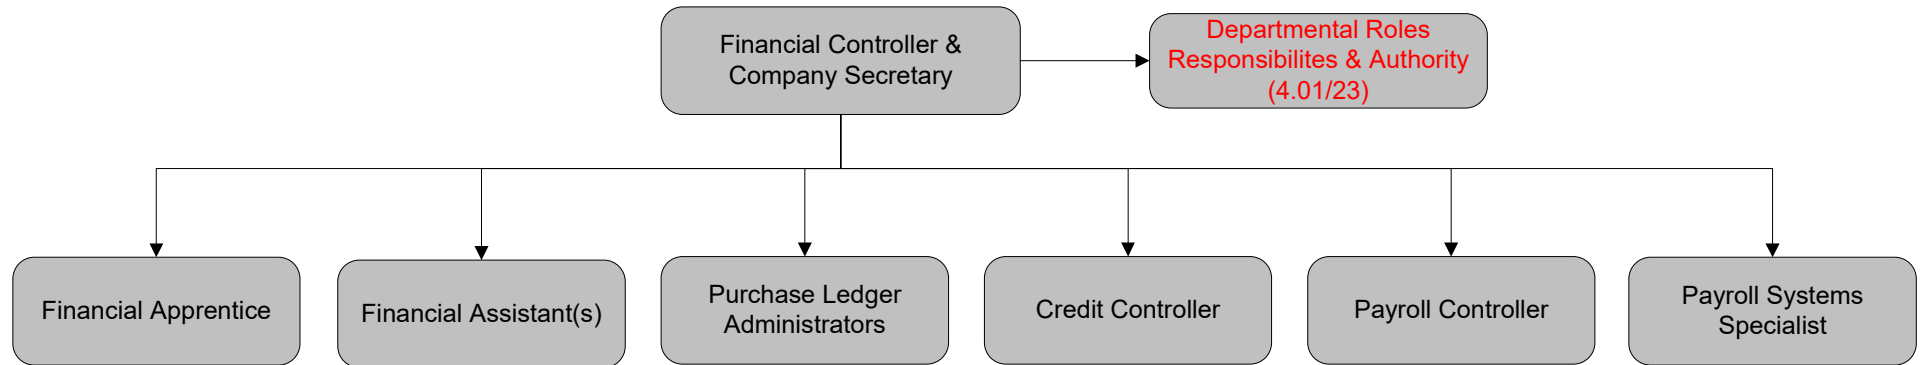 Financial Controller &
Company Secretary
Departmental Roles
Responsibilites & Authority
(4.01/23)
Financial Apprentice
Financial Assistant(s)
Purchase Ledger
Administrators
Credit Controller
Payroll Controller
Payroll Systems
Specialist